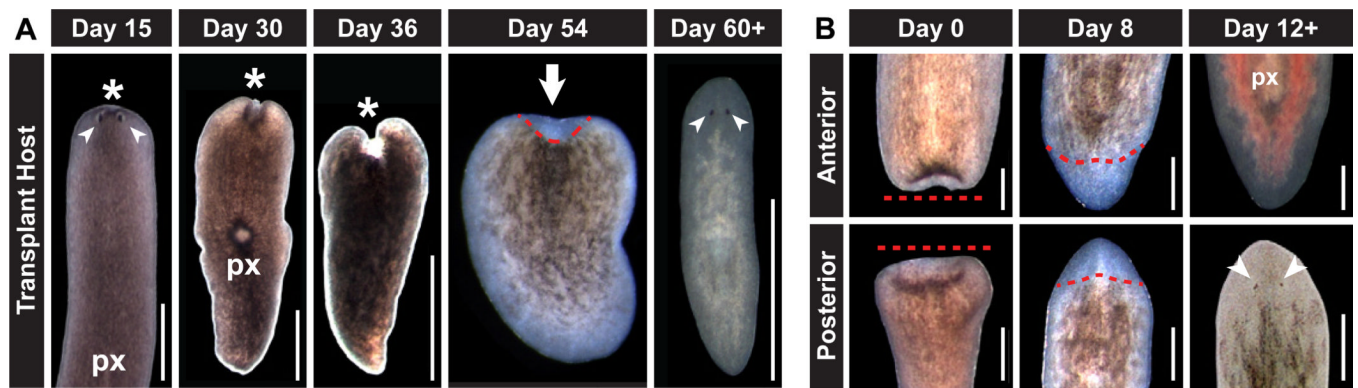 A
Day 15
Day 30
Day 36
Day 54
Day 60+
Transplant Host
*
*
*
px
px
B
Day 0
Day 8
Day 12+
Anterior
px
Posterior